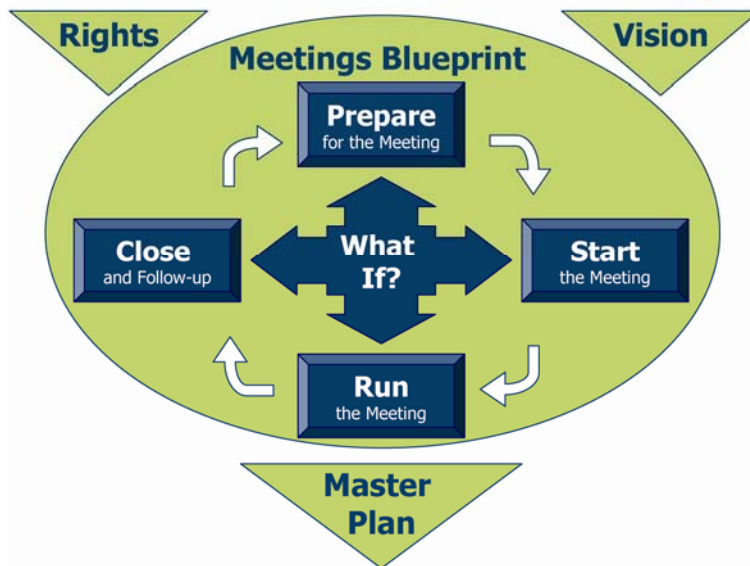 Rights
Vision
Meetings Blueprint
Prepare
for the Meeting
Close
and Follow-up
What
If?
Start
the Meeting
Run
the Meeting
Master
Plan